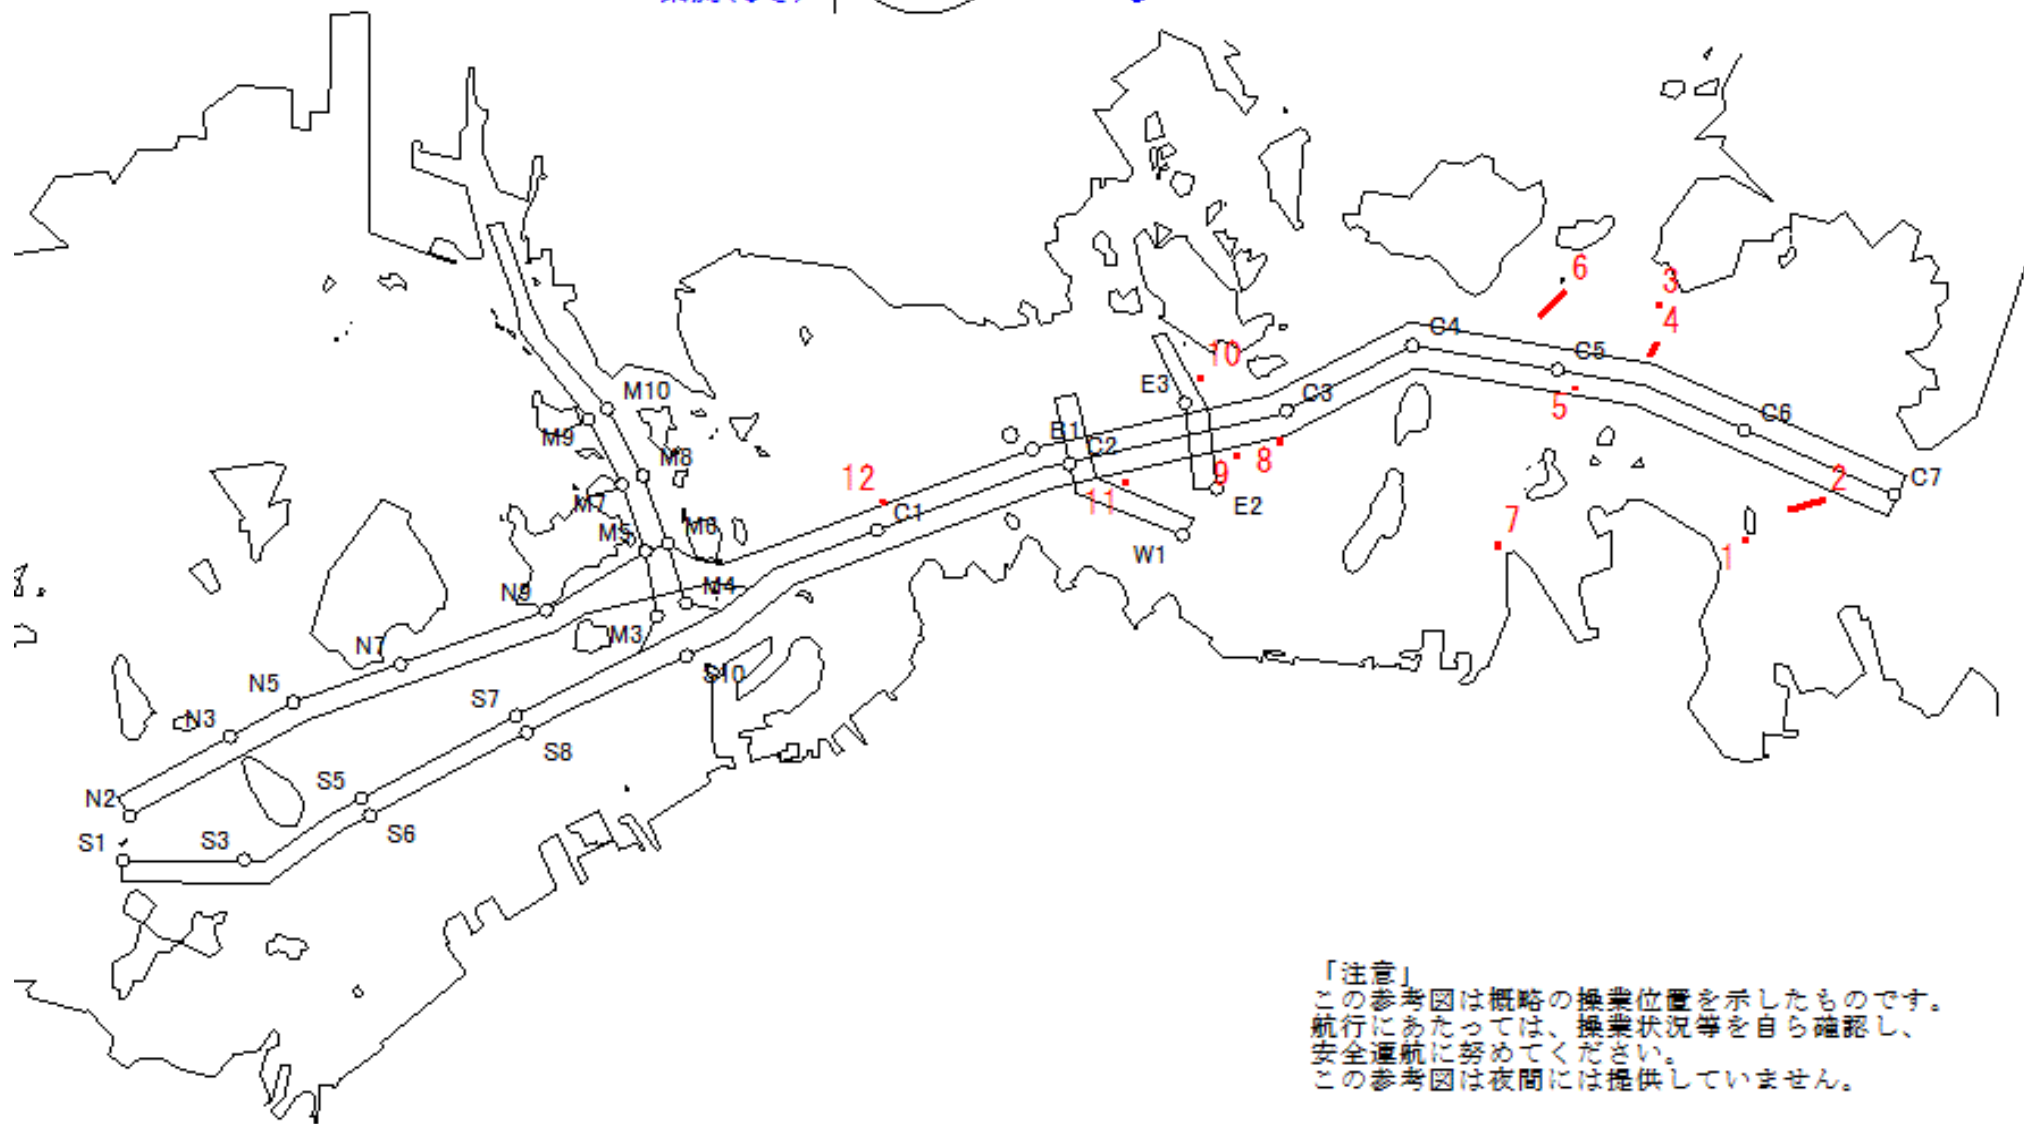 6
3
4
C4
C5
10
E3
M10
C3
5
C6
M9
B1
C2
M8
9
8
C7
2
12
M7
11
E2
C1
M5
M6
7
W1
1
N9
M4
M3
N7
S10
N5
S7
N3
S8
S5
N2
S6
S1
S3
「注意」
この参考図は概略の操業位置を示したものです。
航行にあたっては、操業状況等を自ら確認し、
安全運航に努めてください。
この参考図は夜間には提供していません。